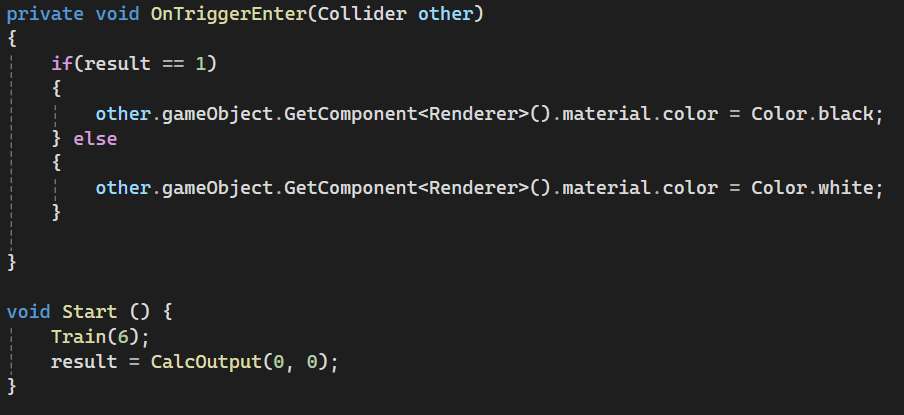 private void OnTriggerEnter(Collider other)
{
    if(result == 1)
    {
        other.gameObject.GetComponent<Renderer>().material.color = Color.black;
    } else
    {
        other.gameObject.GetComponent<Renderer>().material.color = Color.white;
    }

}

void Start () {
    Train(6);
    result = CalcOutput(0, 0);
}